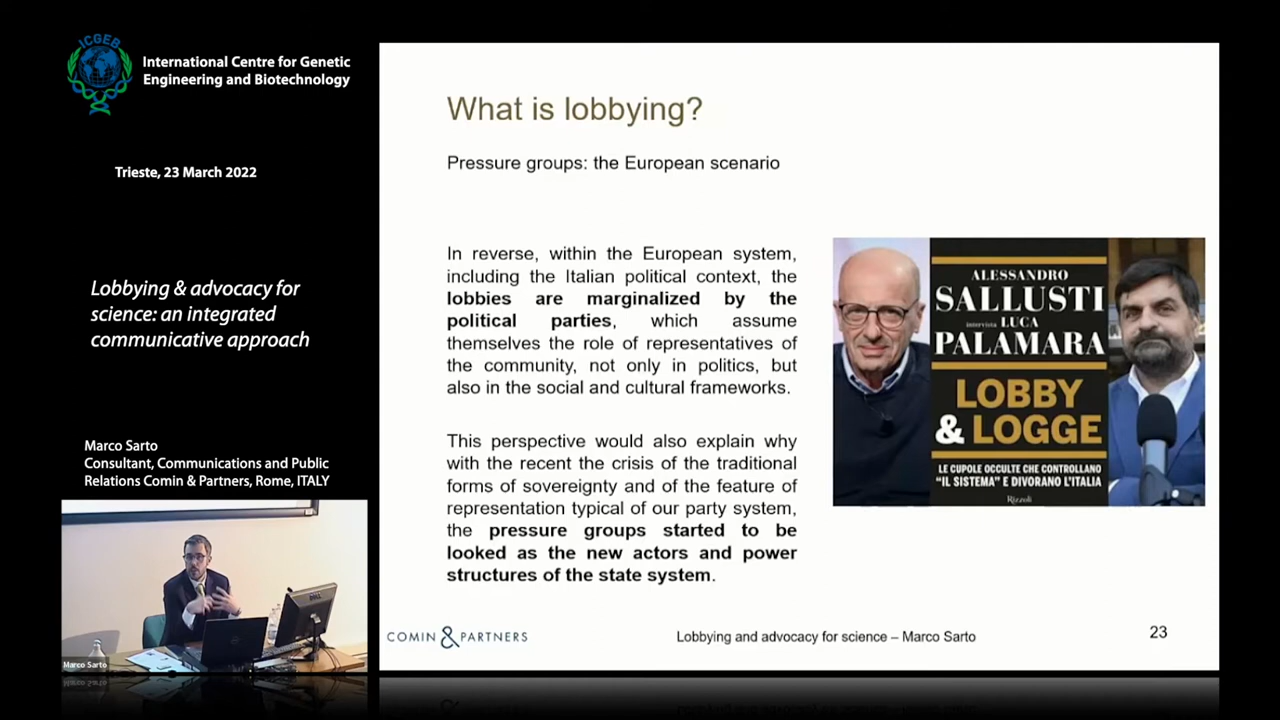 ICGEB
International Centre for Genetic
Engineering and Biotechnology
Trieste, 23 March 2022
Lobbying & advocacy for
science: an integrated
communicative approach
Marco Sarto
Consultant, Communications and Public
Relations Comin & Partners, Rome, ITALY
Marco Sarto
What is lobbying?
Pressure groups: the European scenario
In reverse, within the European system,
including the Italian political context, the
lobbies are marginalized by the
political parties, which assume
themselves the role of representatives of
the community, not only in politics, but
also in the social and cultural frameworks.
This perspective would also explain why
with the recent the crisis of the traditional
forms of sovereignty and of the feature of
representation typical of our party system,
the pressure groups started to be
looked as the new actors and power
structures of the state system.
ALESSANDRO
SALLUSTI
intervista LUCA
PALAMARA
LOBBY
& LOGGE
LE CUPOLE OCCULTE CHE CONTROLLANO
"IL SISTEMA" E DIVORANO L'ITALIA
Rizzoli
COMIN & PARTNERS
Lobbying and advocacy for science – Marco Sarto
23